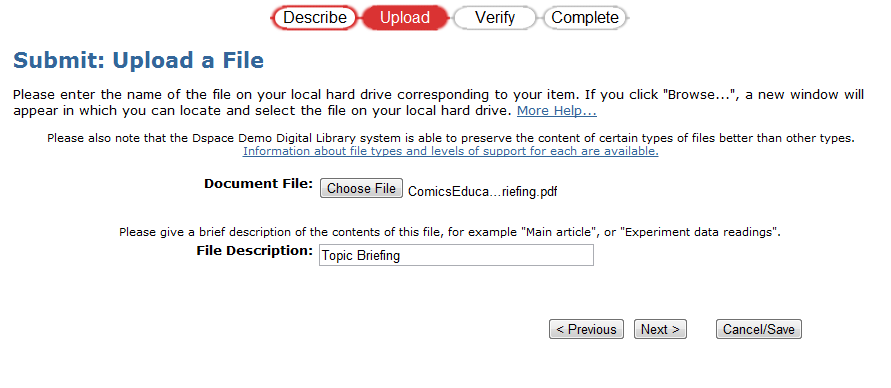 Describe Upload Verify Complete
Submit: Upload a File
Please enter the name of the file on your local hard drive corresponding to your item. If you click "Browse...", a new window will
appear in which you can locate and select the file on your local hard drive. More Help...
Please also note that the Dspace Demo Digital Library system is able to preserve the content of certain types of files better than other types.
Information about file types and levels of support for each are available.
Document File: Choose File ComicsEduca...riefing.pdf
Please give a brief description of the contents of this file, for example "Main article", or "Experiment data readings".
File Description: Topic Briefing
< Previous Next > Cancel/Save